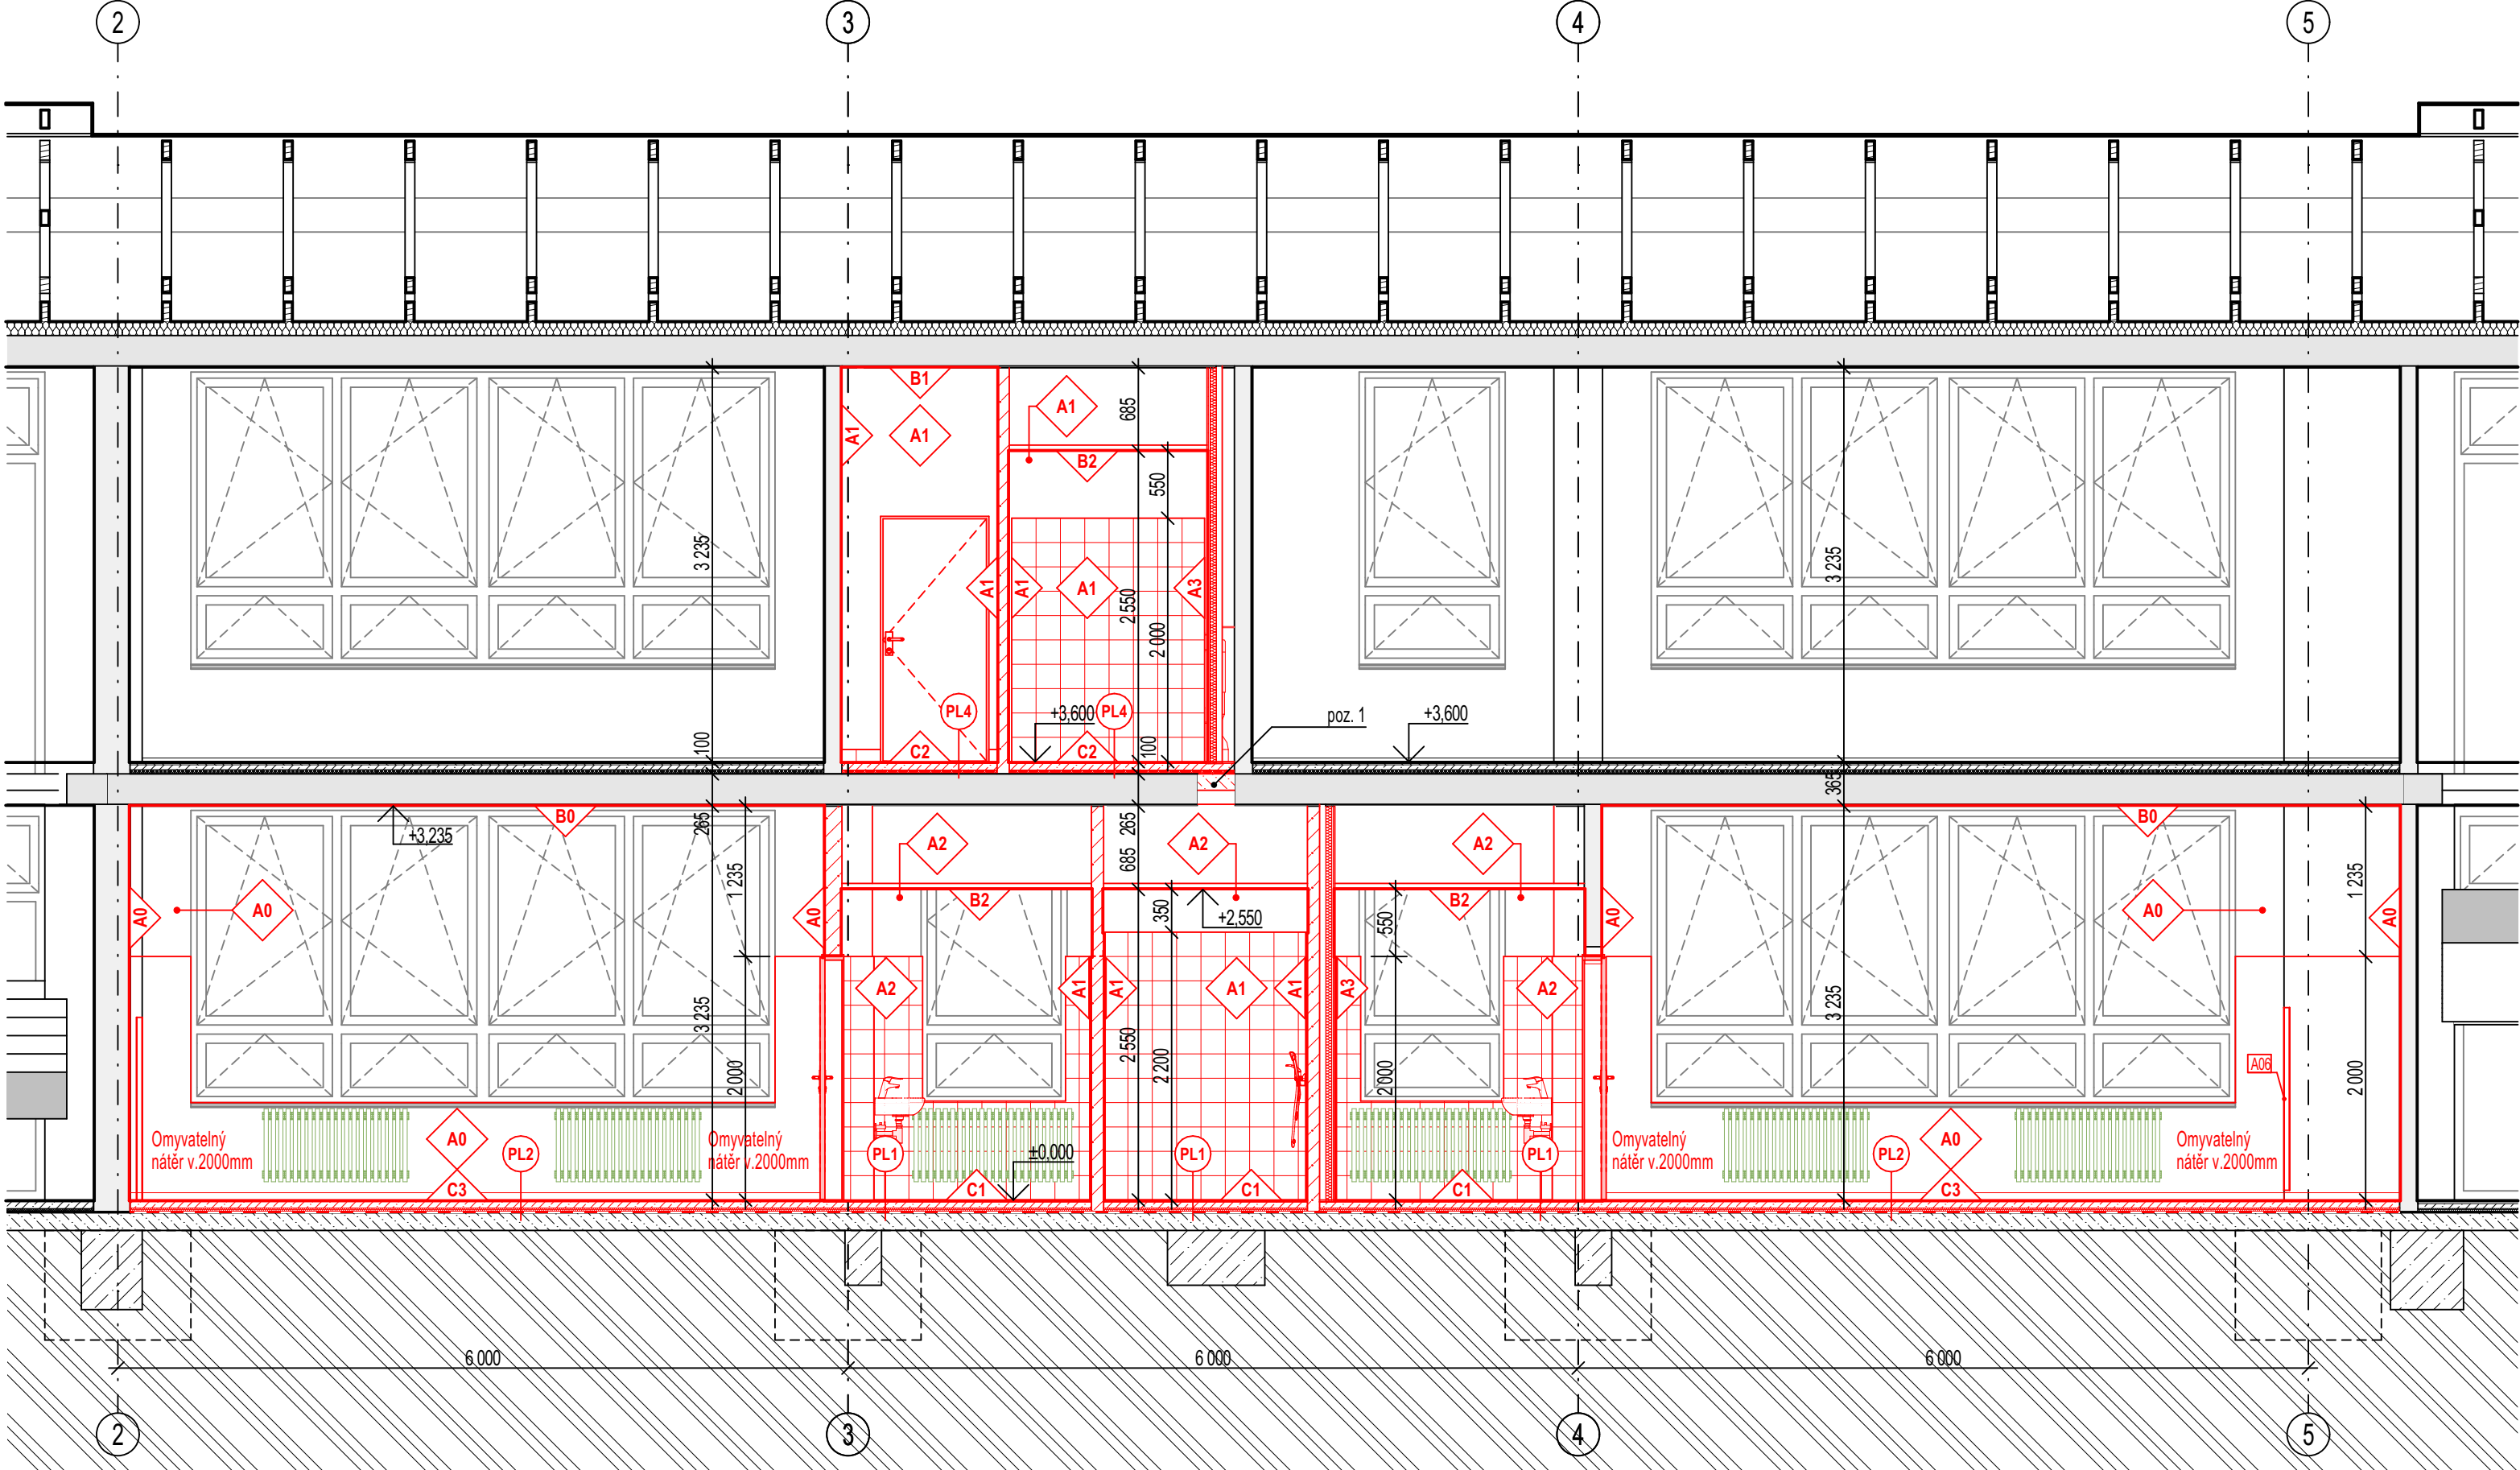 2
3
4
5
B1
A1
A1
A1
685
B2
550
3 235
3 235
A1
A1
A1
A3
2 550
2 000
PL4
+3,600
PL4
poz. 1
+3,600
100
C2
C2
100
365
B0
+3,235
265
A2
265
A2
A2
B0
1 235
685
1 235
A0
A0
A0
B2
350
+2,550
550
B2
A0
A0
A0
A2
A1
A1
A1
A1
A3
A2
3 235
2 550
2 200
3 235
2 000
2 000
A06
2 000
Omyvatelný
nátěr v.2000mm
A0
PL2
Omyvatelný
nátěr v.2000mm
PL1
±0,000
PL1
PL1
Omyvatelný
nátěr v.2000mm
PL2
A0
Omyvatelný
nátěr v.2000mm
C3
C1
C1
C1
C3
6 000
6 000
6 000
2
3
4
5